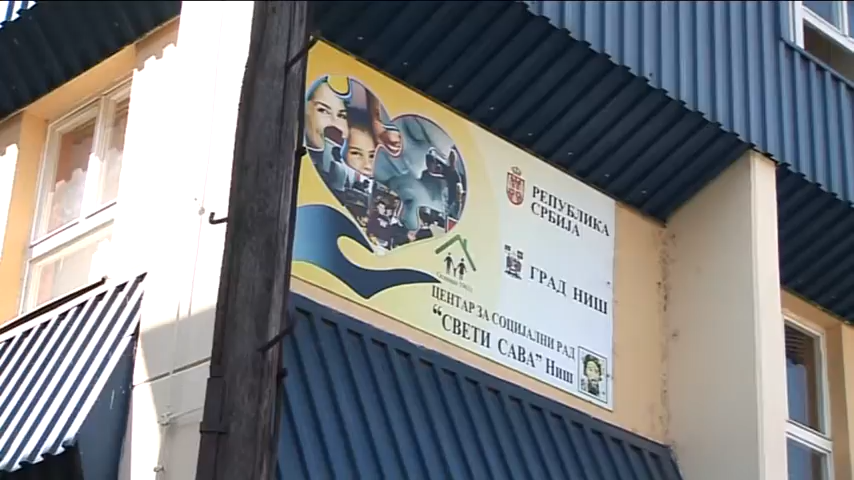 РЕПУБЛИКА
СРБИЈА
ГРАД НИШ
ЦЕНТАР ЗА СОЦИЈАЛНИ РАД
“СВЕТИ САВА” Ниш